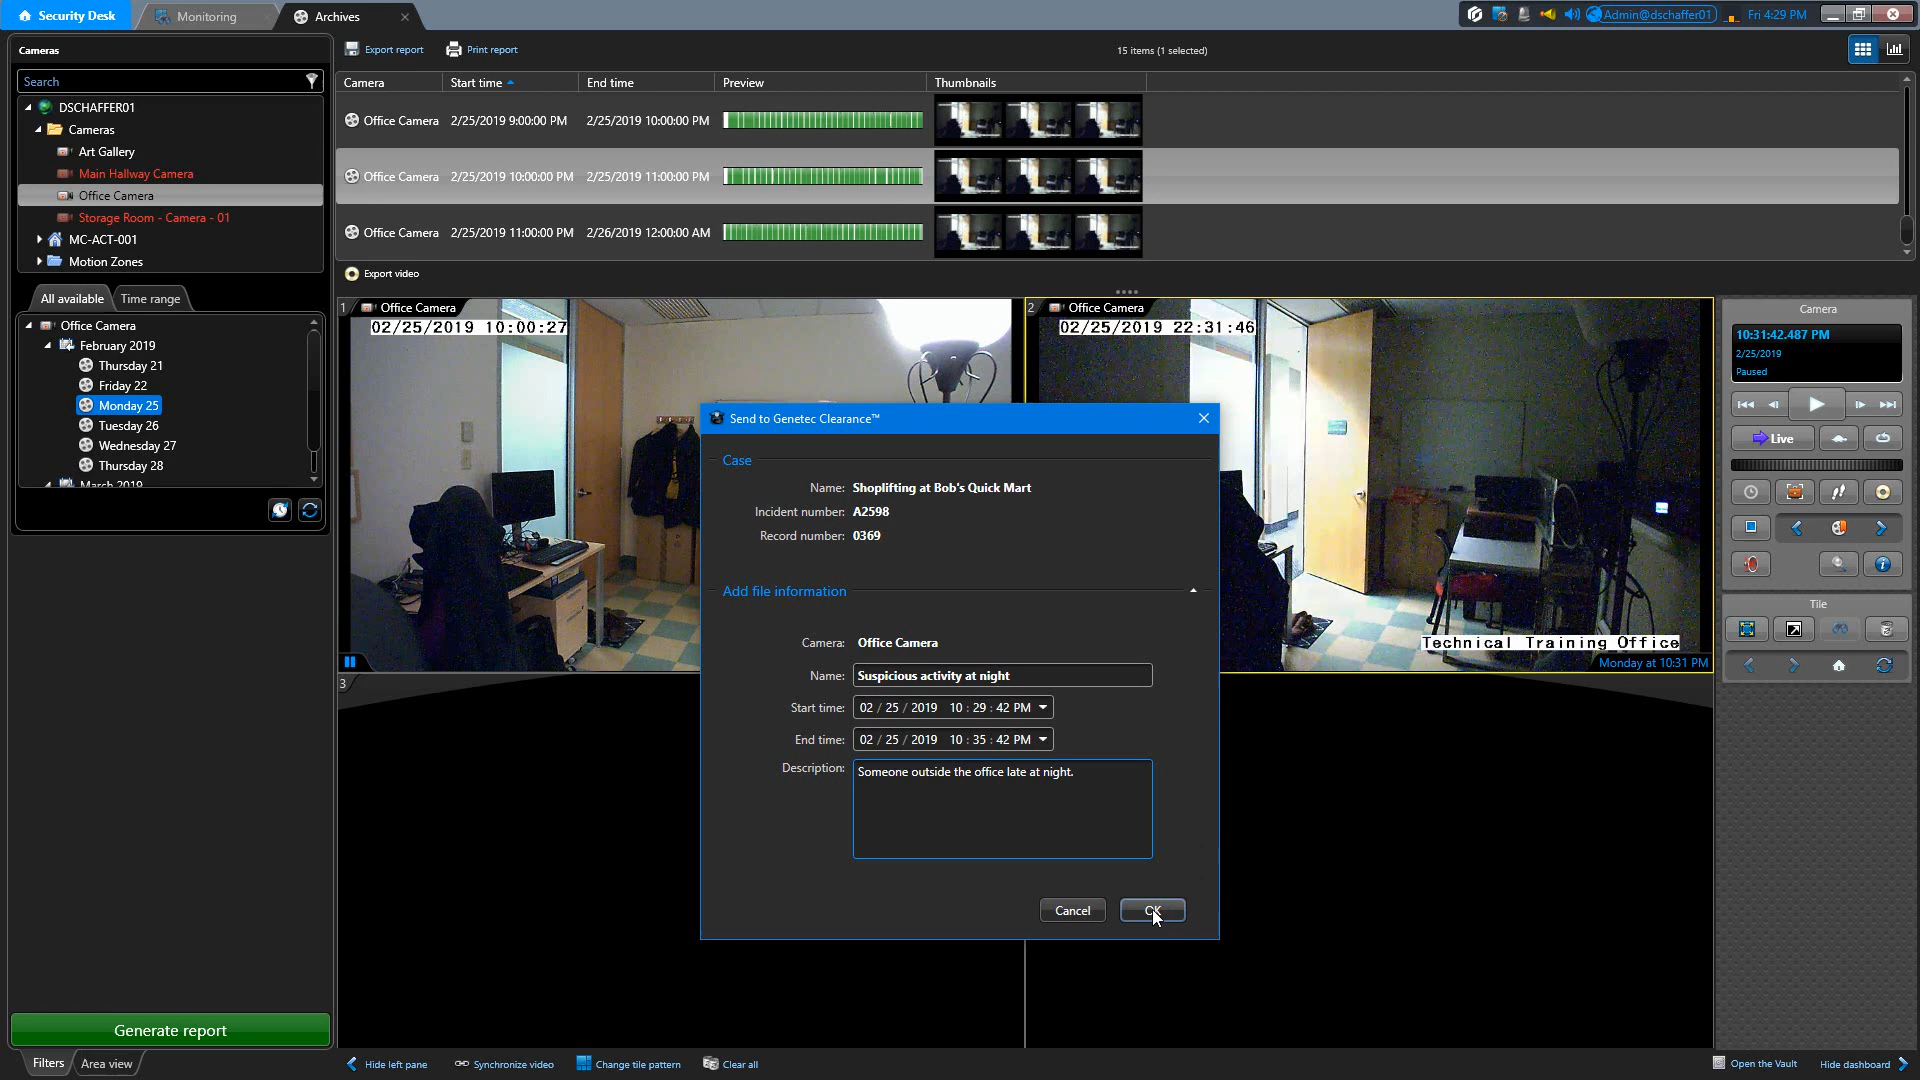 Security Desk
Monitoring
Archives
Admin@dschaffer01
Fri 4:29 PM
Cameras
Search
DSCHAFFER01
Cameras
Art Gallery
Main Hallway Camera
Office Camera
Storage Room - Camera - 01
MC-ACT-001
Motion Zones
All available
Time range
Office Camera
February 2019
Thursday 21
Friday 22
Monday 25
Tuesday 26
Wednesday 27
Thursday 28
March 2019
Generate report
Filters
Area view
Export report
Print report
15 items (1 selected)
Camera Start time End time Preview Thumbnails
Office Camera 2/25/2019 9:00:00 PM 2/25/2019 10:00:00 PM
Office Camera 2/25/2019 10:00:00 PM 2/25/2019 11:00:00 PM
Office Camera 2/25/2019 11:00:00 PM 2/26/2019 12:00:00 AM
Export video
1 Office Camera
02/25/2019 10:00:27
2 Office Camera
02/25/2019 22:31:46
Technical Training Office
Monday at 10:31 PM
3
Send to Genetec Clearance™
Case
Name: Shoplifting at Bob's Quick Mart
Incident number: A2598
Record number: 0369
Add file information
Camera: Office Camera
Name: Suspicious activity at night
Start time: 02 / 25 / 2019 10 : 29 : 42 PM
End time: 02 / 25 / 2019 10 : 35 : 42 PM
Description: Someone outside the office late at night.
Cancel
OK
Camera
10:31:42.487 PM
2/25/2019
Paused
Live
Tile
Hide left pane
Synchronize video
Change tile pattern
Clear all
Open the Vault
Hide dashboard